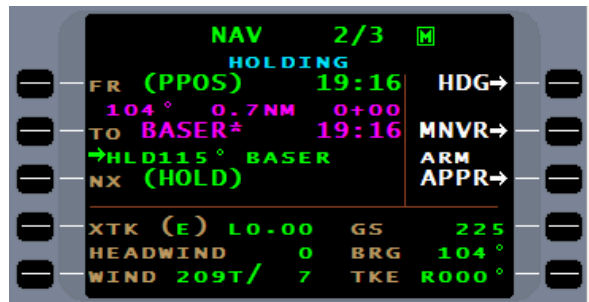 NAV 2/3 M
HOLDING
FR (PPOS) 19:16 HDG→
104° 0.7NM 0+00
TO BASER* 19:16 MNVR→
→HLD115° BASER ARM
NX (HOLD) APPR→
XTK (E) L0.00 GS 225
HEADWIND 0 BRG 104°
WIND 209T/ 7 TKE R000°